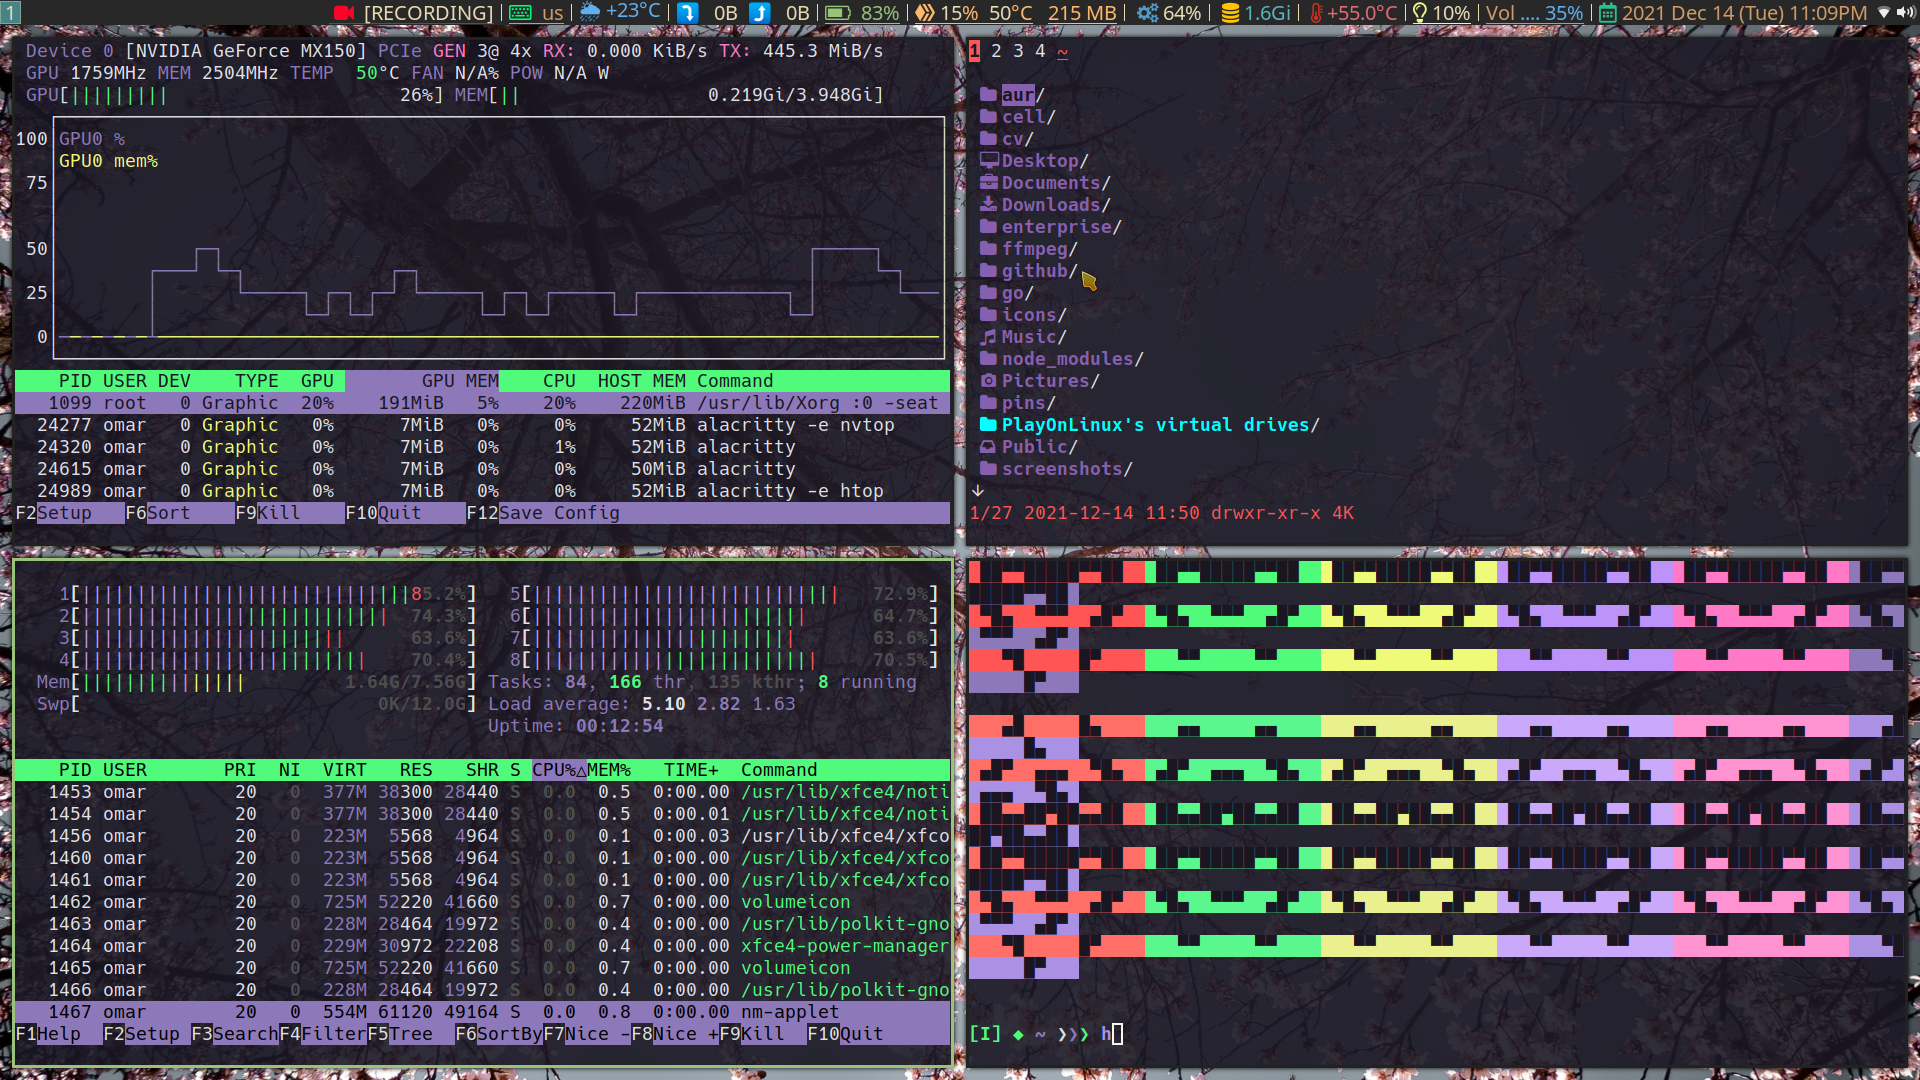 1 [RECORDING] us +23°C 0B 0B 83% 15% 50°C 215 MB 64% 1.6Gi +55.0°C 10% Vol .... 35% 2021 Dec 14 (Tue) 11:09PM
Device 0 [NVIDIA GeForce MX150] PCIe GEN 3@ 4x RX: 0.000 KiB/s TX: 445.3 MiB/s
GPU 1759MHz MEM 2504MHz TEMP 50°C FAN N/A% POW N/A W
GPU[||||||||| 26%] MEM[|| 0.219Gi/3.948Gi]
100 GPU0 %
GPU0 mem%
75
50
25
0
PID USER DEV TYPE GPU GPU MEM CPU HOST MEM Command
1099 root 0 Graphic 20% 191MiB 5% 20% 220MiB /usr/lib/Xorg :0 -seat
24277 omar 0 Graphic 0% 7MiB 0% 0% 52MiB alacritty -e nvtop
24320 omar 0 Graphic 0% 7MiB 0% 1% 52MiB alacritty
24615 omar 0 Graphic 0% 7MiB 0% 0% 50MiB alacritty
24989 omar 0 Graphic 0% 7MiB 0% 0% 52MiB alacritty -e htop
F2Setup F6Sort F9Kill F10Quit F12Save Config
1 2 3 4 ~
aur/
cell/
cv/
Desktop/
Documents/
Downloads/
enterprise/
ffmpeg/
github/
go/
icons/
Music/
node_modules/
Pictures/
pins/
PlayOnLinux's virtual drives/
Public/
screenshots/
↓
1/27 2021-12-14 11:50 drwxr-xr-x 4K
1[ 85.2%] 5[ 72.9%]
2[ 74.3%] 6[ 64.7%]
3[ 63.6%] 7[ 63.6%]
4[ 70.4%] 8[ 70.5%]
Mem[ 1.64G/7.56G] Tasks: 84, 166 thr, 135 kthr; 8 running
Swp[ 0K/12.0G] Load average: 5.10 2.82 1.63
Uptime: 00:12:54
PID USER PRI NI VIRT RES SHR S CPU%△MEM% TIME+ Command
1453 omar 20 0 377M 38300 28440 S 0.0 0.5 0:00.00 /usr/lib/xfce4/noti
1454 omar 20 0 377M 38300 28440 S 0.0 0.5 0:00.01 /usr/lib/xfce4/noti
1456 omar 20 0 223M 5568 4964 S 0.0 0.1 0:00.03 /usr/lib/xfce4/xfco
1460 omar 20 0 223M 5568 4964 S 0.0 0.1 0:00.00 /usr/lib/xfce4/xfco
1461 omar 20 0 223M 5568 4964 S 0.0 0.1 0:00.00 /usr/lib/xfce4/xfco
1462 omar 20 0 725M 52220 41660 S 0.0 0.7 0:00.00 volumeicon
1463 omar 20 0 228M 28464 19972 S 0.0 0.4 0:00.00 /usr/lib/polkit-gno
1464 omar 20 0 229M 30972 22208 S 0.0 0.4 0:00.00 xfce4-power-manager
1465 omar 20 0 725M 52220 41660 S 0.0 0.7 0:00.00 volumeicon
1466 omar 20 0 228M 28464 19972 S 0.0 0.4 0:00.00 /usr/lib/polkit-gno
1467 omar 20 0 554M 61120 49164 S 0.0 0.8 0:00.00 nm-applet
F1Help F2Setup F3SearchF4FilterF5Tree F6SortByF7Nice -F8Nice +F9Kill F10Quit
[I] ◆ ~ ❯❯❯ h